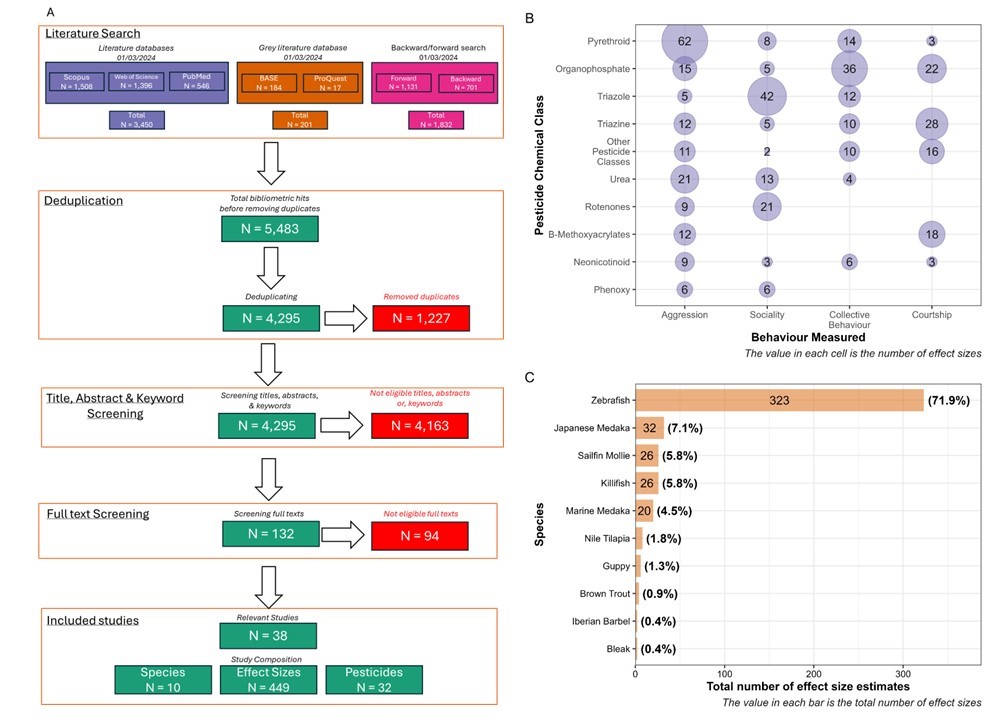 A
Literature Search
Literature databases
01/03/2024
Scopus
N = 1,508
Web of Science
N = 1,396
PubMed
N = 546
Total
N = 3,450
Grey literature database
01/03/2024
BASE
N = 184
ProQuest
N = 17
Total
N = 201
Backward/forward search
01/03/2024
Forward
N = 1,131
Backward
N = 701
Total
N = 1,832
Deduplication
Total bibliometric hits
before removing duplicates
N = 5,483
Deduplicating
N = 4,295
Removed duplicates
N = 1,227
Title, Abstract & Keyword
Screening
Screening titles, abstracts,
& keywords
N = 4,295
Not eligible titles, abstracts
or, keywords
N = 4,163
Full text Screening
Screening full texts
N = 132
Not eligible full texts
N = 94
Included studies
Relevant Studies
N = 38
Study Composition
Species
N = 10
Effect Sizes
N = 449
Pesticides
N = 32
B
Pesticide Chemical Class
Pyrethroid 62 8 14 3
Organophosphate 15 5 36 22
Triazole 5 42 12
Triazine 12 5 10 28
Other
Pesticide
Classes
11 2 10 16
Urea 21 13 4
Rotenones 9 21
B-Methoxyacrylates 12 18
Neonicotinoid 9 3 6 3
Phenoxy 6 6
Aggression Sociality Collective
Behaviour Courtship
Behaviour Measured
The value in each cell is the number of effect sizes
C
Species
Zebrafish 323 (71.9%)
Japanese Medaka 32 (7.1%)
Sailfin Mollie 26 (5.8%)
Killifish 26 (5.8%)
Marine Medaka 20 (4.5%)
Nile Tilapia (1.8%)
Guppy (1.3%)
Brown Trout (0.9%)
Iberian Barbel (0.4%)
Bleak (0.4%)
0 100 200 300
Total number of effect size estimates
The value in each bar is the total number of effect sizes